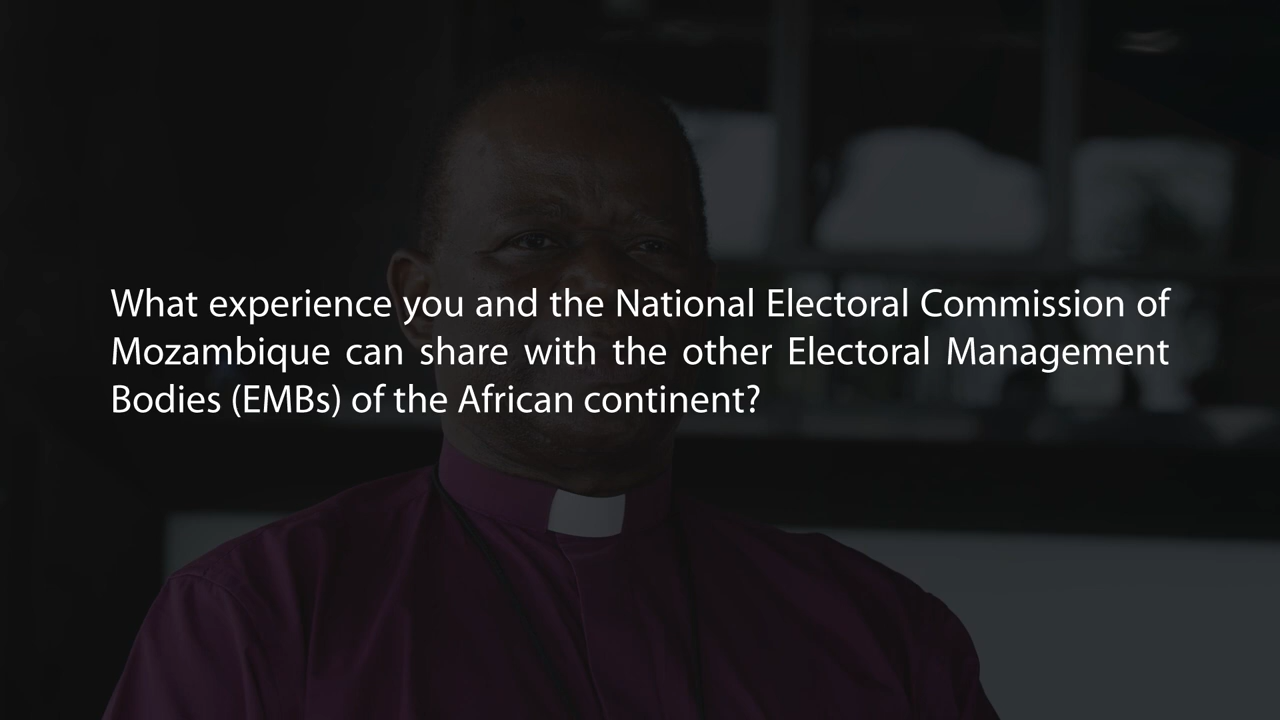 What experience you and the National Electoral Commission of
Mozambique can share with the other Electoral Management
Bodies (EMBs) of the African continent?